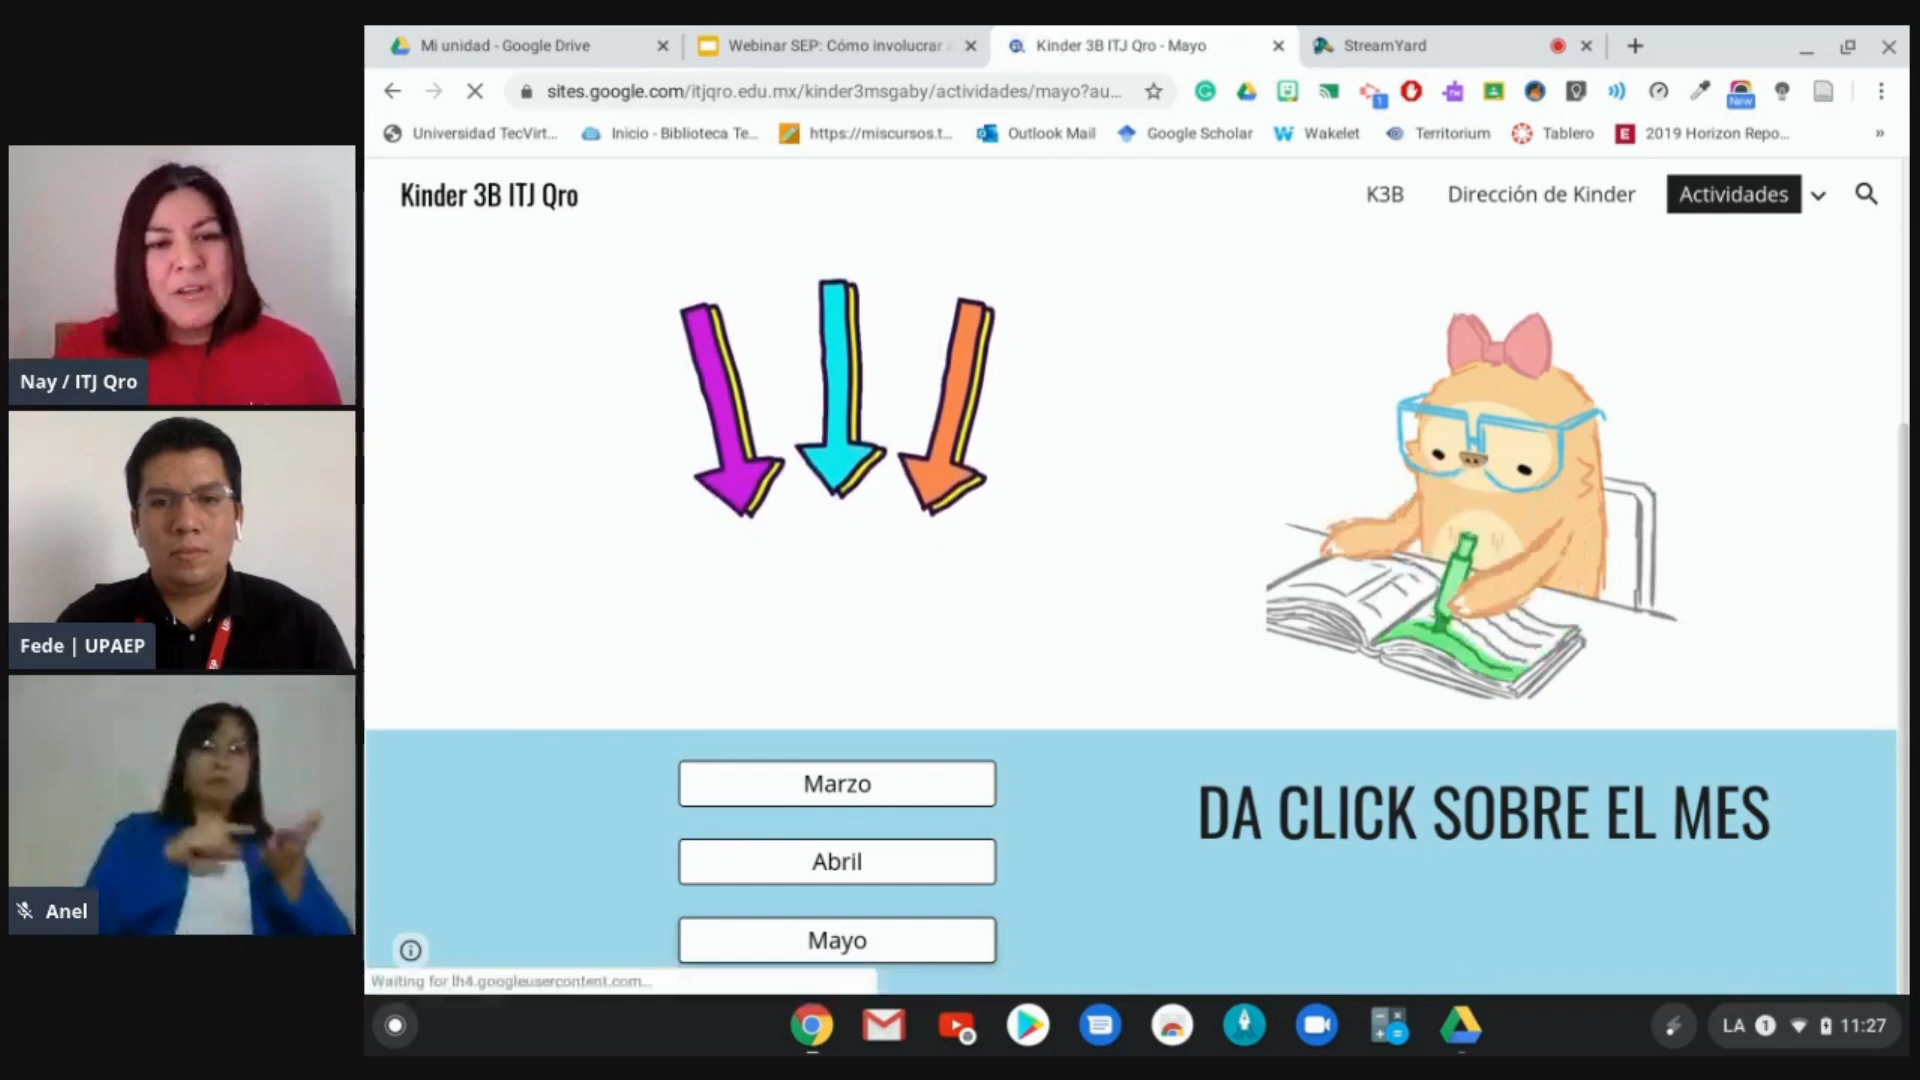 Mi unidad - Google Drive
Webinar SEP: Cómo involucrar
Kinder 3B ITJ Qro - Mayo
StreamYard
sites.google.com/itjqro.edu.mx/kinder3msgaby/actividades/mayo?au...
1
New
Universidad TecVirt...
Inicio - Biblioteca Te...
https://miscursos.t...
Outlook Mail
Google Scholar
Wakelet
Territorium
Tablero
2019 Horizon Repo...
»
Kinder 3B ITJ Qro
K3B
Dirección de Kinder
Actividades
Nay / ITJ Qro
Fede | UPAEP
Anel
Marzo
Abril
Mayo
DA CLICK SOBRE EL MES
Waiting for lh4.googleusercontent.com...
LA
1
11:27